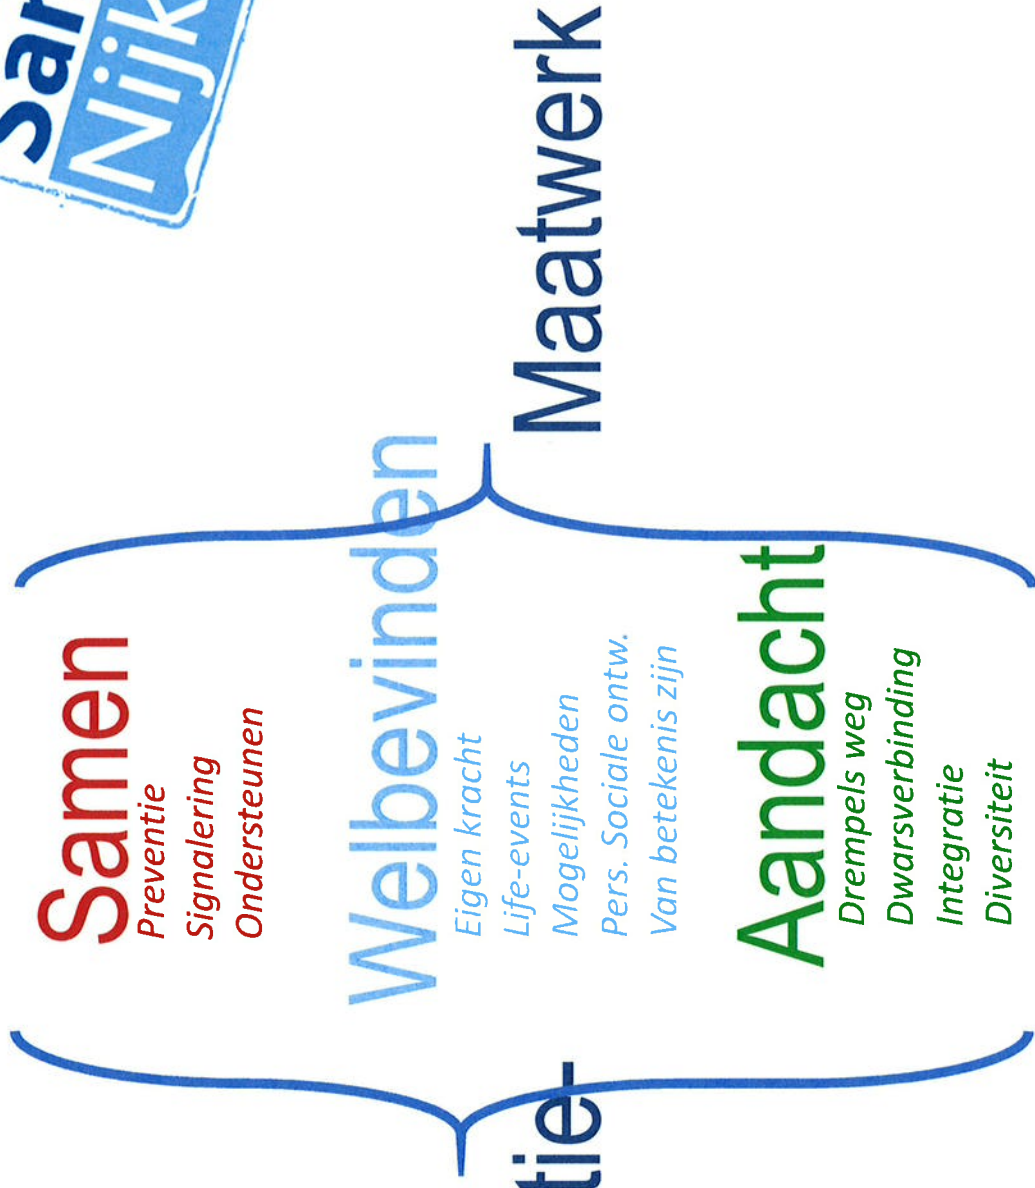 Nijk
Samen
Preventie
Signalering
Ondersteunen
Welbevinden
Eigen kracht
Life-events
Mogelijkheden
Pers. Sociale ontw.
Van betekenis zijn
Aandacht
Drempels weg
Dwarsverbinding
Integratie
Diversiteit
tie-
Maatwerk